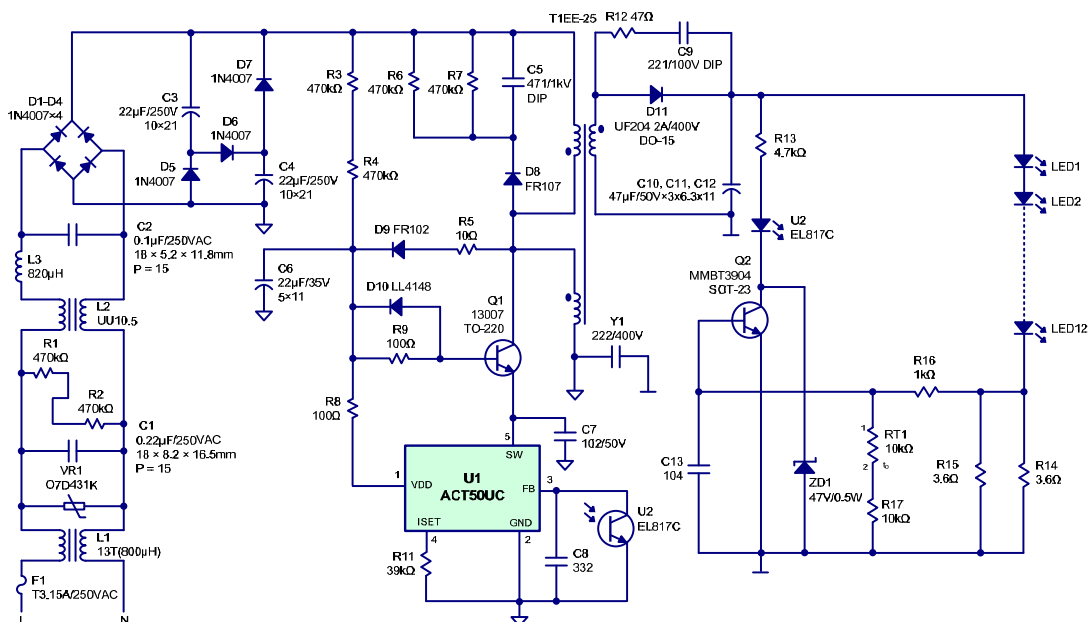 T1EE-25
R12 47Ω
C9
221/100V DIP
D7
1N4007
R3
470kΩ
R6
470kΩ
R7
470kΩ
C5
471/1kV
DIP
D1-D4
1N4007×4
C3
22µF/250V
10×21
D6
1N4007
D11
UF204 2A/400V
DO-15
R13
4.7kΩ
LED1
D5
1N4007
C4
22µF/250V
10×21
R4
470kΩ
D8
FR107
C10, C11, C12
47µF/50V×3x6.3×11
LED2
C2
0.1µF/250VAC
18 × 5.2 × 11.8mm
P = 15
D9 FR102
R5
10Ω
U2
EL817C
L3
820µH
C6
22µF/35V
5×11
D10 LL4148
Q2
MMBT3904
SOT-23
L2
UU10.5
Q1
13007
TO-220
Y1
222/400V
LED12
R1
470kΩ
R9
100Ω
R16
1kΩ
R2
470kΩ
R8
100Ω
C1
0.22µF/250VAC
18 × 8.2 × 16.5mm
P = 15
C7
102/50V
5
SW
1
RT1
10kΩ
2
t°
VR1
O7D431K
1
VDD
U1
ACT50UC
FB
3
C13
104
ZD1
47V/0.5W
R15
3.6Ω
R14
3.6Ω
R17
10kΩ
ISET
GND
4
2
U2
EL817C
L1
13T(800µH)
R11
39kΩ
C8
332
F1
T3.15A/250VAC
L
N